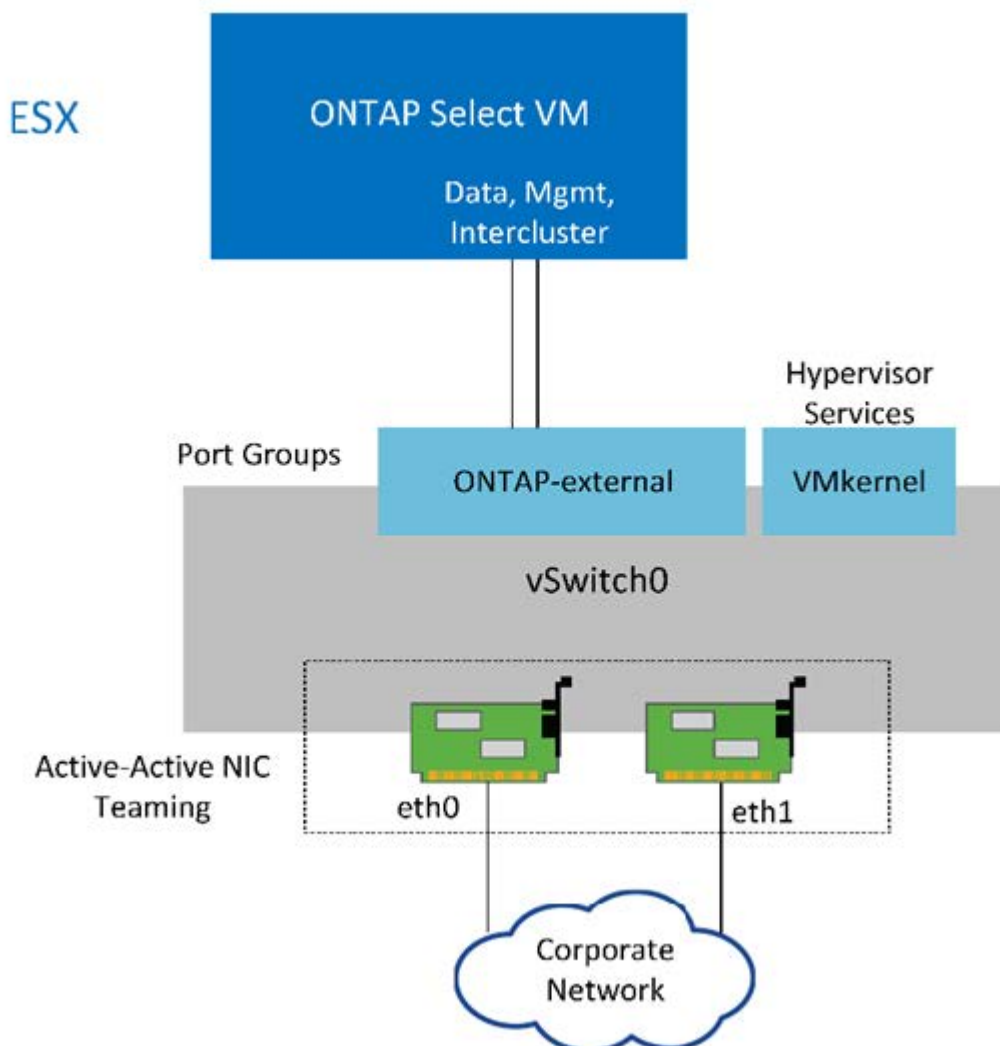 ESX
ONTAP Select VM
Data, Mgmt,
Intercluster
Hypervisor
Services
Port Groups
ONTAP-external
VMkernel
vSwitch0
Active-Active NIC
Teaming
eth0
eth1
Corporate
Network